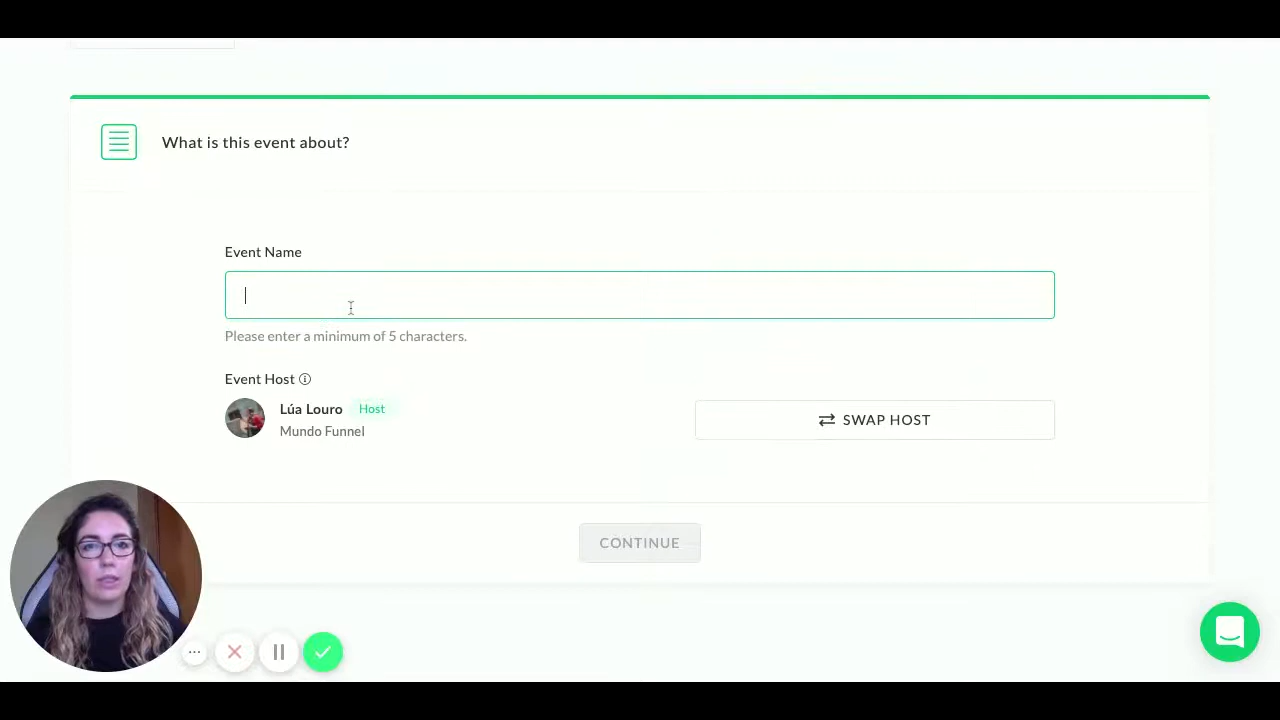 What is this event about?
Event Name
Please enter a minimum of 5 characters.
Event Host
Lúa Louro Host
Mundo Funnel
SWAP HOST
CONTINUE